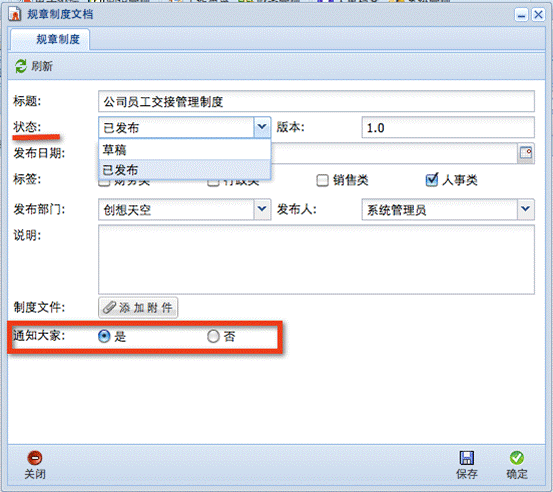 规章制度文档
规章制度
刷新
标题: 公司员工交接管理制度
状态: 已发布 版本: 1.0
草稿
发布日期:
已发布
标签: 财务类 行政类 销售类 人事类
发布部门: 创想天空 发布人: 系统管理员
说明:
制度文件: 添加附件
通知大家: 是 否
关闭 保存 确定